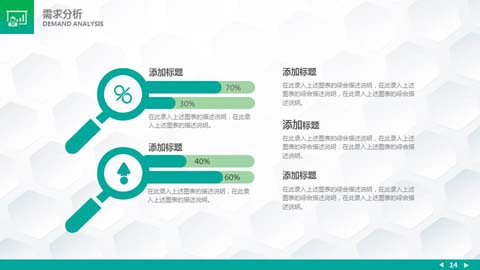 需求分析
DEMAND ANALYSIS
添加标题
70%
30%
在此录入上述图表的描述说明，在此录
入上述图表的描述说明。
添加标题
40%
60%
在此录入上述图表的描述说明，在此录
入上述图表的描述说明。
添加标题
在此录入上述图表的综合描述说明，在此录入上述
图表的综合描述说明，在此录入上述图表的描述说明。
添加标题
在此录入上述图表的综合描述说明，在此录入上述
图表的综合描述说明，在此录入上述图表的描述说明。
添加标题
在此录入上述图表的综合描述说明，在此录入上述
图表的综合描述说明，在此录入上述图表的描述说明。
14